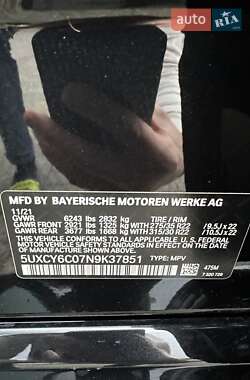 AUTO
RIA
MFD BY BAYERISCHE MOTOREN WERKE AG
11/21
GVWR 6243 lbs 2832 kg TIRE / RIM
GAWR FRONT 2921 lbs 1325 kg 275/35 R22 / 9.5J x 22
GAWR REAR 3677 lbs 1668 kg WITH 315/30 R22 / 10.5J x 22
THIS VEHICLE CONFORMS TO ALL APPLICABLE U.S. FEDERAL
MOTOR VEHICLE SAFETY STANDARDS IN EFFECT ON THE DATE
OF MANUFACTURE SHOWN ABOVE.
5UXCY6C07N9K37851 TYPE: MPV
475M